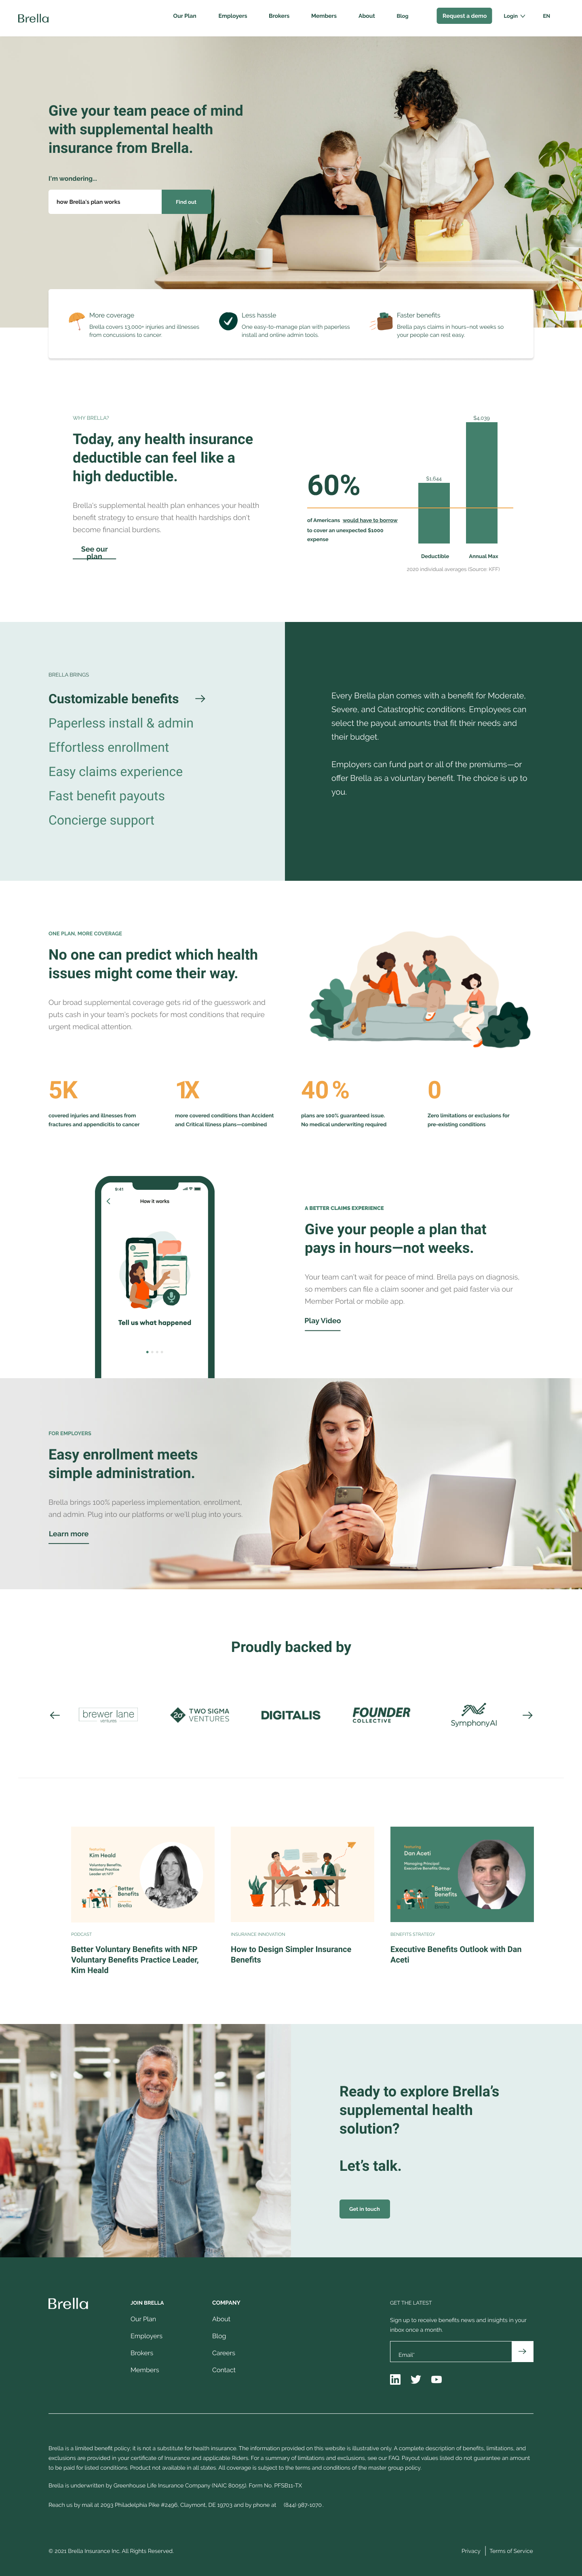 Brella
Our Plan
Employers
Brokers
Members
About
Blog
Request a demo
Login
EN
Give your team peace of mind
with supplemental health
insurance from Brella.
I'm wondering...
how Brella's plan works
Find out
More coverage
Brella covers 13,000+ injuries and illnesses
from concussions to cancer.
Less hassle
One easy-to-manage plan with paperless
install and online admin tools.
Faster benefits
Brella pays claims in hours–not weeks so
your people can rest easy.
WHY BRELLA?
Today, any health insurance
deductible can feel like a
high deductible.
Brella's supplemental health plan enhances your health
benefit strategy to ensure that health hardships don't
become financial burdens.
See our
plan
60%
of Americans would have to borrow
to cover an unexpected $1000
expense
$1,644
$4,039
Deductible
Annual Max
2020 individual averages (Source: KFF)
BRELLA BRINGS
Customizable benefits
Paperless install & admin
Effortless enrollment
Easy claims experience
Fast benefit payouts
Concierge support
Every Brella plan comes with a benefit for Moderate,
Severe, and Catastrophic conditions. Employees can
select the payout amounts that fit their needs and
their budget.
Employers can fund part or all of the premiums—or
offer Brella as a voluntary benefit. The choice is up to
you.
ONE PLAN, MORE COVERAGE
No one can predict which health
issues might come their way.
Our broad supplemental coverage gets rid of the guesswork and
puts cash in your team's pockets for most conditions that require
urgent medical attention.
5K
covered injuries and illnesses from
fractures and appendicitis to cancer
1X
more covered conditions than Accident
and Critical Illness plans—combined
40 %
plans are 100% guaranteed issue.
No medical underwriting required
0
Zero limitations or exclusions for
pre-existing conditions
9:41
How it works
Tell us what happened
A BETTER CLAIMS EXPERIENCE
Give your people a plan that
pays in hours—not weeks.
Your team can't wait for peace of mind. Brella pays on diagnosis,
so members can file a claim sooner and get paid faster via our
Member Portal or mobile app.
Play Video
FOR EMPLOYERS
Easy enrollment meets
simple administration.
Brella brings 100% paperless implementation, enrollment,
and admin. Plug into our platforms or we'll plug into yours.
Learn more
Proudly backed by
brewer lane
ventures
2σ
TWO SIGMA
VENTURES
DIGITALIS
FOUNDER
COLLECTIVE
SymphonyAI
Featuring
Kim Heald
Voluntary Benefits,
National Practice
Leader at NFP
Better
Benefits
Brella
Featuring
Dan Aceti
Managing Principal
Executive Benefits Group
Better
Benefits
Brella
PODCAST
Better Voluntary Benefits with NFP
Voluntary Benefits Practice Leader,
Kim Heald
INSURANCE INNOVATION
How to Design Simpler Insurance
Benefits
BENEFITS STRATEGY
Executive Benefits Outlook with Dan
Aceti
Ready to explore Brella's
supplemental health
solution?
Let's talk.
Get in touch
Brella
JOIN BRELLA
Our Plan
Employers
Brokers
Members
COMPANY
About
Blog
Careers
Contact
GET THE LATEST
Sign up to receive benefits news and insights in your
inbox once a month.
Email*
Brella is a limited benefit policy; it is not a substitute for health insurance. The information provided on this website is illustrative only. A complete description of benefits, limitations, and
exclusions are provided in your certificate of Insurance and applicable Riders. For a summary of limitations and exclusions, see our FAQ. Payout values listed do not guarantee an amount
to be paid for listed conditions. Product not available in all states. All coverage is subject to the terms and conditions of the master group policy.
Brella is underwritten by Greenhouse Life Insurance Company (NAIC 80055). Form No. PFSB11-TX
Reach us by mail at 2093 Philadelphia Pike #2496, Claymont, DE 19703 and by phone at (844) 987-1070.
© 2021 Brella Insurance Inc. All Rights Reserved.
Privacy
Terms of Service